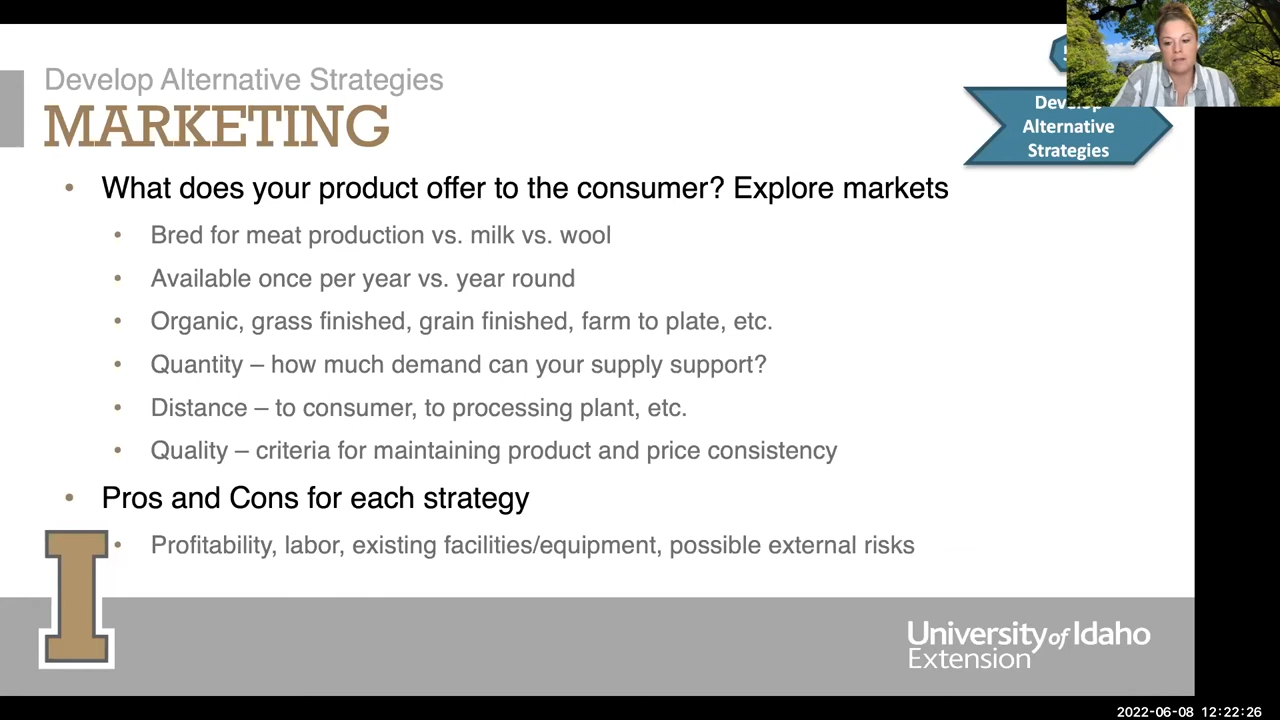 Develop Alternative Strategies
MARKETING
Develop
Alternative
Strategies
• What does your product offer to the consumer? Explore markets
• Bred for meat production vs. milk vs. wool
• Available once per year vs. year round
• Organic, grass finished, grain finished, farm to plate, etc.
• Quantity – how much demand can your supply support?
• Distance – to consumer, to processing plant, etc.
• Quality – criteria for maintaining product and price consistency
• Pros and Cons for each strategy
• Profitability, labor, existing facilities/equipment, possible external risks
I
University of Idaho
Extension
2022-06-08 12:22:26